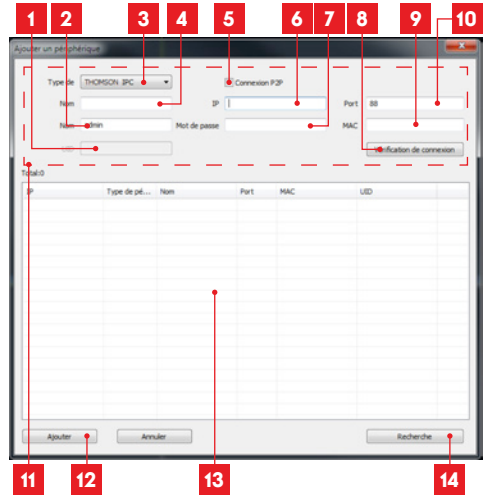 1 2 3 4 5 6 7 8 9 10
Ajouter un périphérique
Type de THOMSON IPC Connexion P2P
Nom IP Port 88
Nom admin Mot de passe MAC
UID Vérification de connexion
Total:0
IP Type de pé... Nom Port MAC UID
Ajouter Annuler Recherche
11 12 13 14